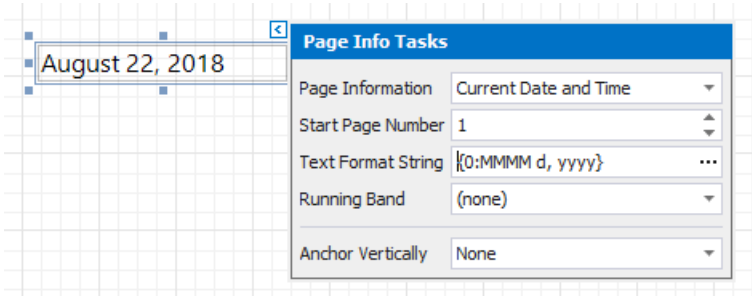 August 22, 2018
Page Info Tasks
Page Information Current Date and Time
Start Page Number 1
Text Format String {0:MMMM d, yyyy} ...
Running Band (none)
Anchor Vertically None